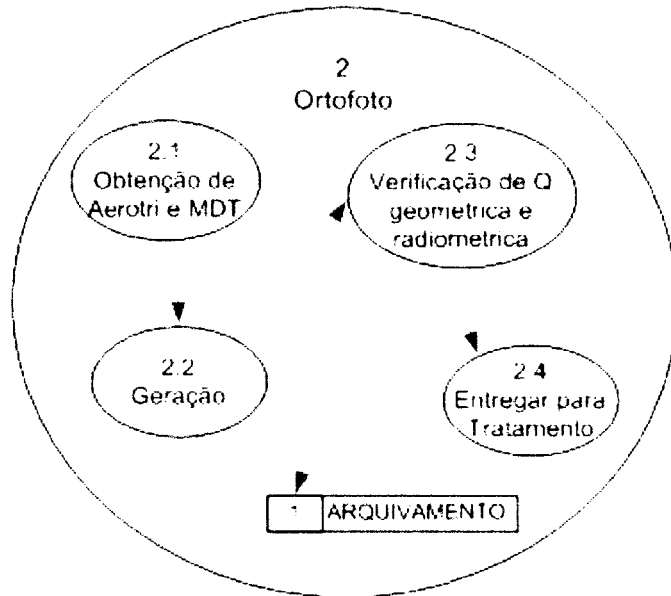 2
Ortofoto
2.1
Obtenção de
Aerotri e MDT
2.3
Verificação de Q
geometrica e
radiometrica
2.2
Geração
2.4
Entregar para
Tratamento
1 ARQUIVAMENTO